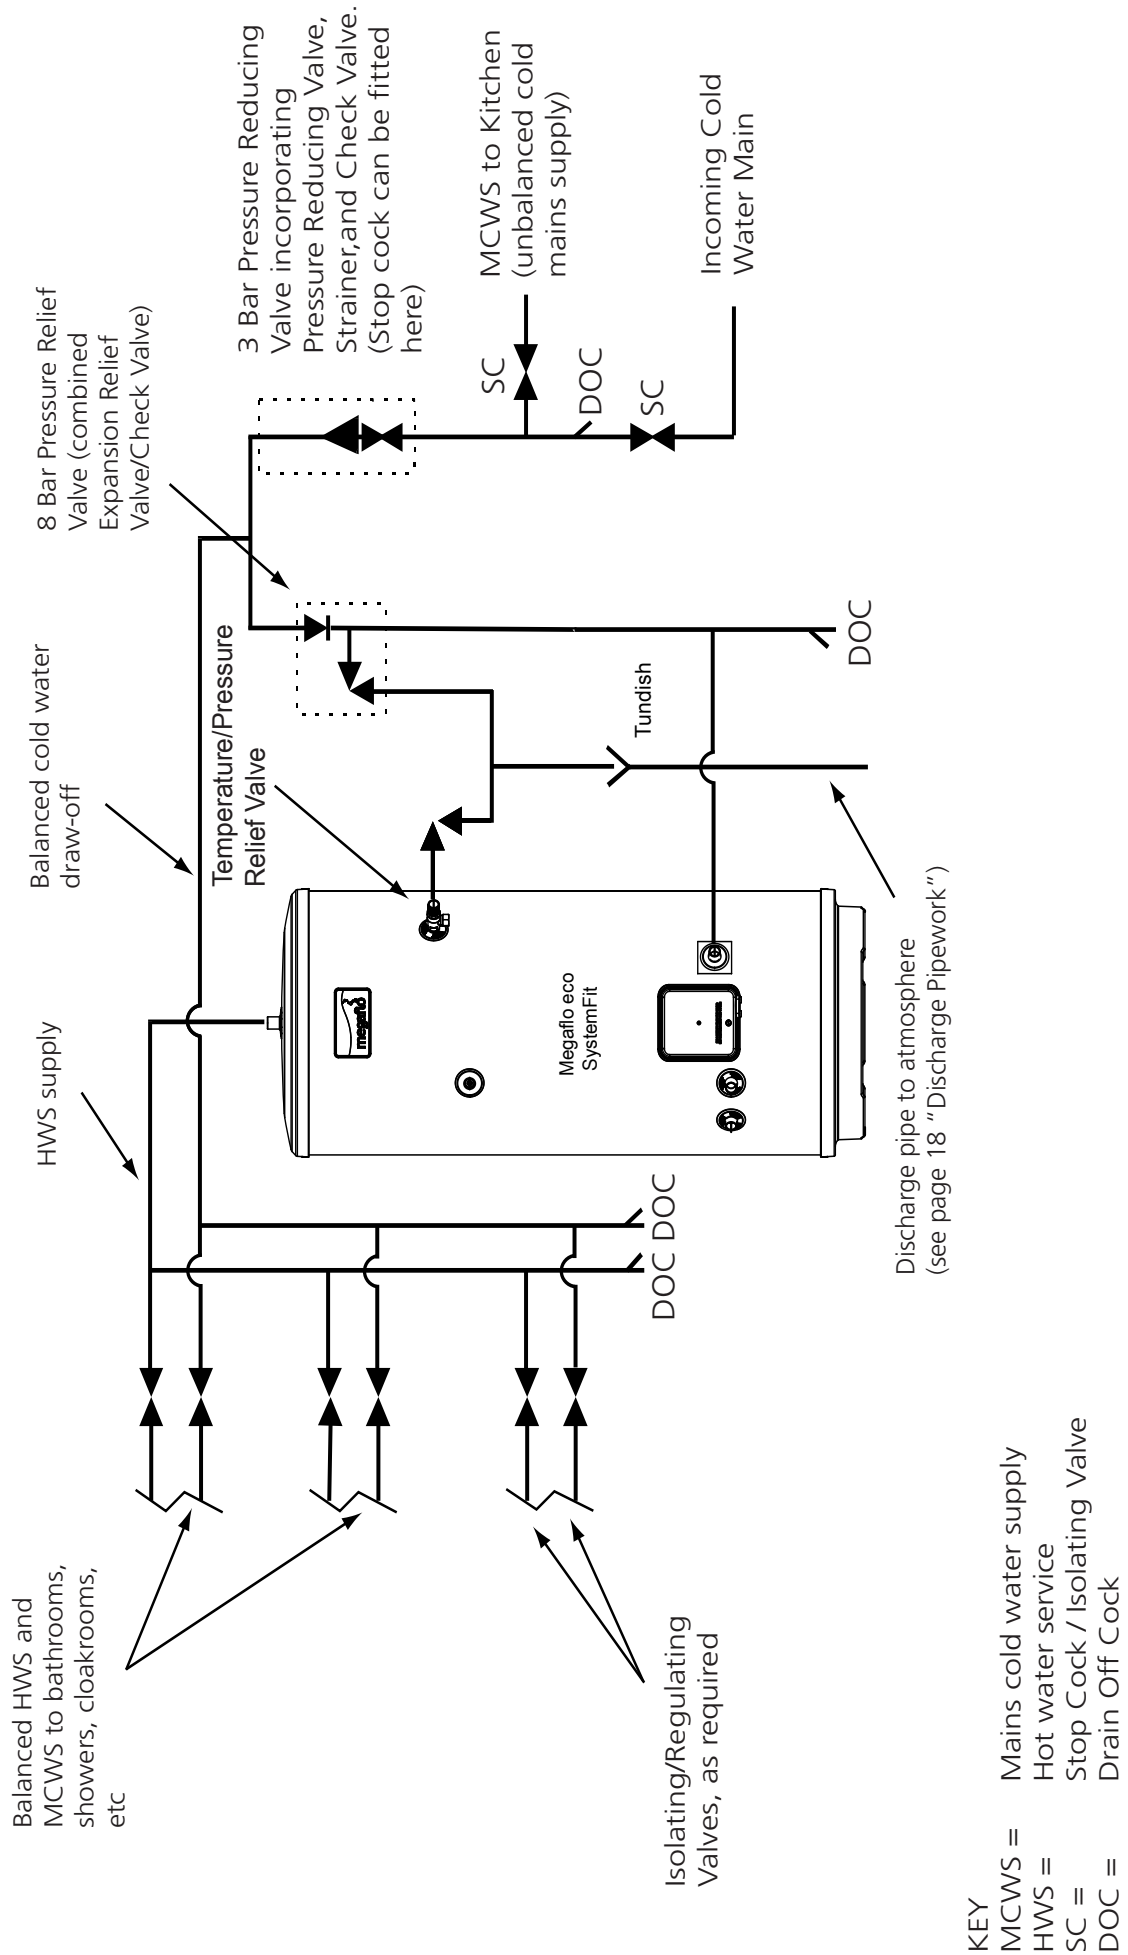 Balanced HWS and
MCWS to bathrooms,
showers, cloakrooms,
etc
HWS supply
Balanced cold water
draw-off
8 Bar Pressure Relief
Valve (combined
Expansion Relief
Valve/Check Valve)
3 Bar Pressure Reducing
Valve incorporating
Pressure Reducing Valve,
Strainer,and Check Valve.
(Stop cock can be fitted
here)
Temperature/Pressure
Relief Valve
MCWS to Kitchen
(unbalanced cold
mains supply)
SC
DOC
SC
Incoming Cold
Water Main
megaflo
Megaflo eco
SystemFit
Tundish
DOC
DOC
DOC
Isolating/Regulating
Valves, as required
Discharge pipe to atmosphere
(see page 18 "Discharge Pipework")
KEY
MCWS = Mains cold water supply
HWS = Hot water service
SC = Stop Cock / Isolating Valve
DOC = Drain Off Cock